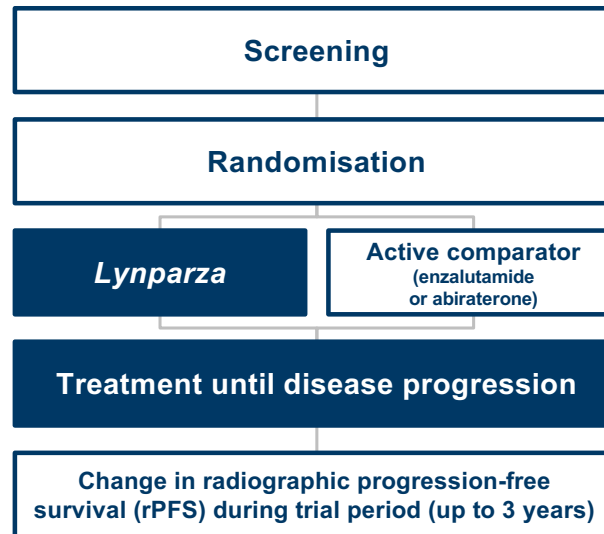 Screening
Randomisation
Lynparza
Active comparator
(enzalutamide
or abiraterone)
Treatment until disease progression
Change in radiographic progression-free
survival (rPFS) during trial period (up to 3 years)